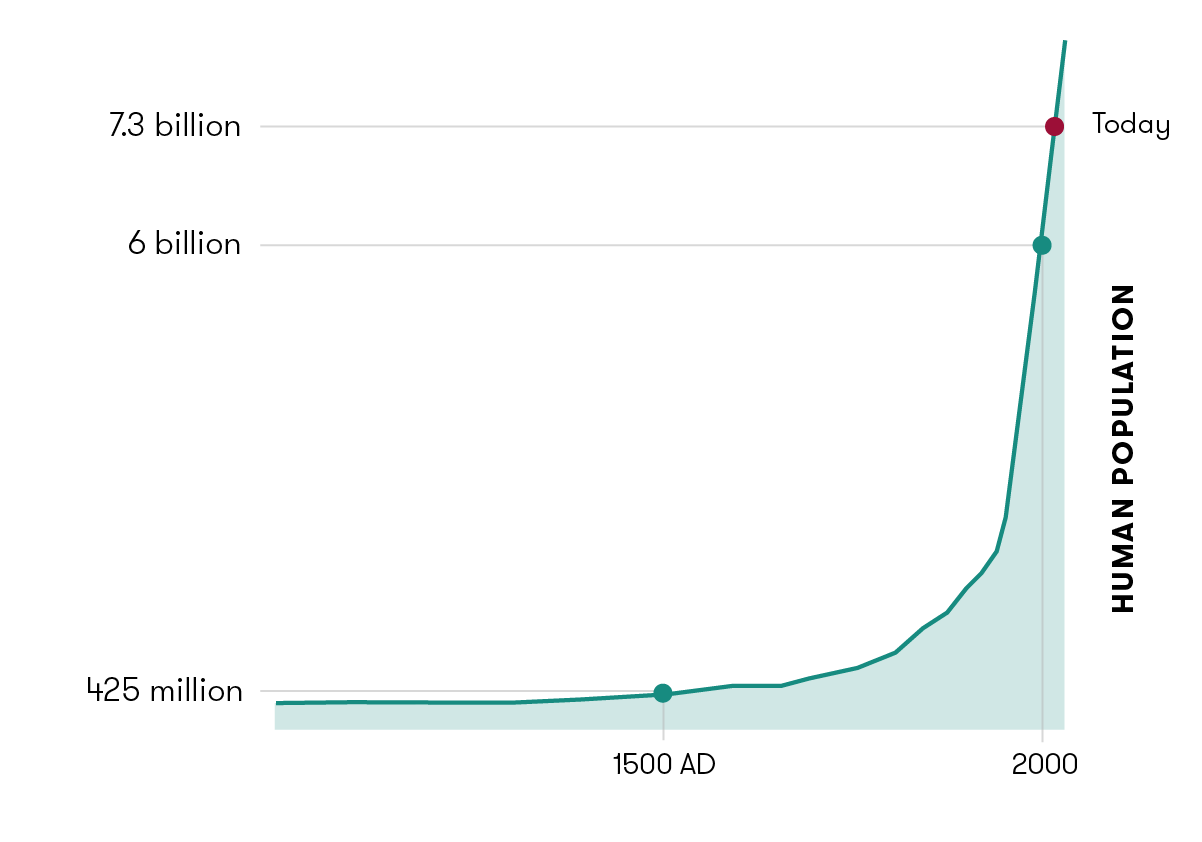 7.3 billion
Today
6 billion
HUMAN POPULATION
425 million
1500 AD
2000